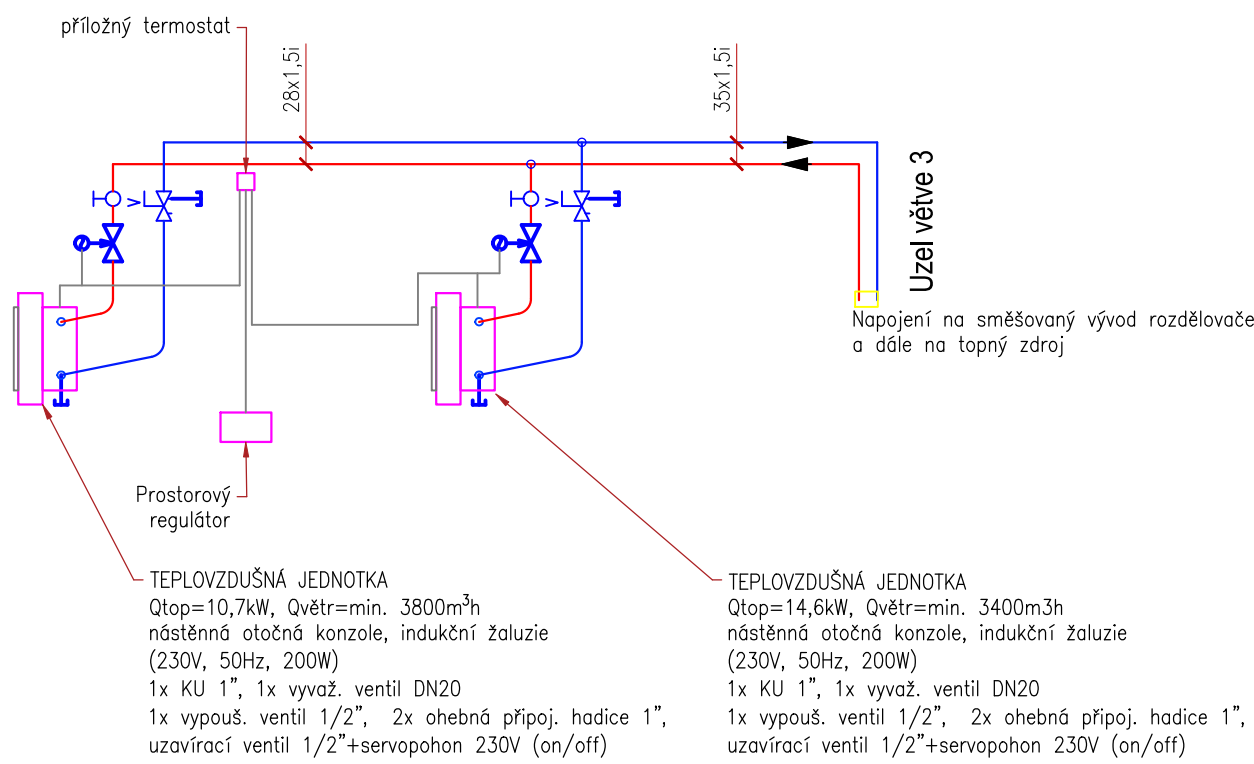 příložný termostat
28x1,5i
35x1,5i
Uzel větve 3
Napojení na směšovaný vývod rozdělovače
a dále na topný zdroj
Prostorový
regulátor
TEPLOVZDUŠNÁ JEDNOTKA
Qtop=10,7kW, Qvětr=min. 3800m³h
nástěnná otočná konzole, indukční žaluzie
(230V, 50Hz, 200W)
1x KU 1”, 1x vyvaž. ventil DN20
1x vypouš. ventil 1/2”, 2x ohebná připoj. hadice 1”,
uzavírací ventil 1/2”+servopohon 230V (on/off)
TEPLOVZDUŠNÁ JEDNOTKA
Qtop=14,6kW, Qvětr=min. 3400m3h
nástěnná otočná konzole, indukční žaluzie
(230V, 50Hz, 200W)
1x KU 1”, 1x vyvaž. ventil DN20
1x vypouš. ventil 1/2”, 2x ohebná připoj. hadice 1”,
uzavírací ventil 1/2”+servopohon 230V (on/off)